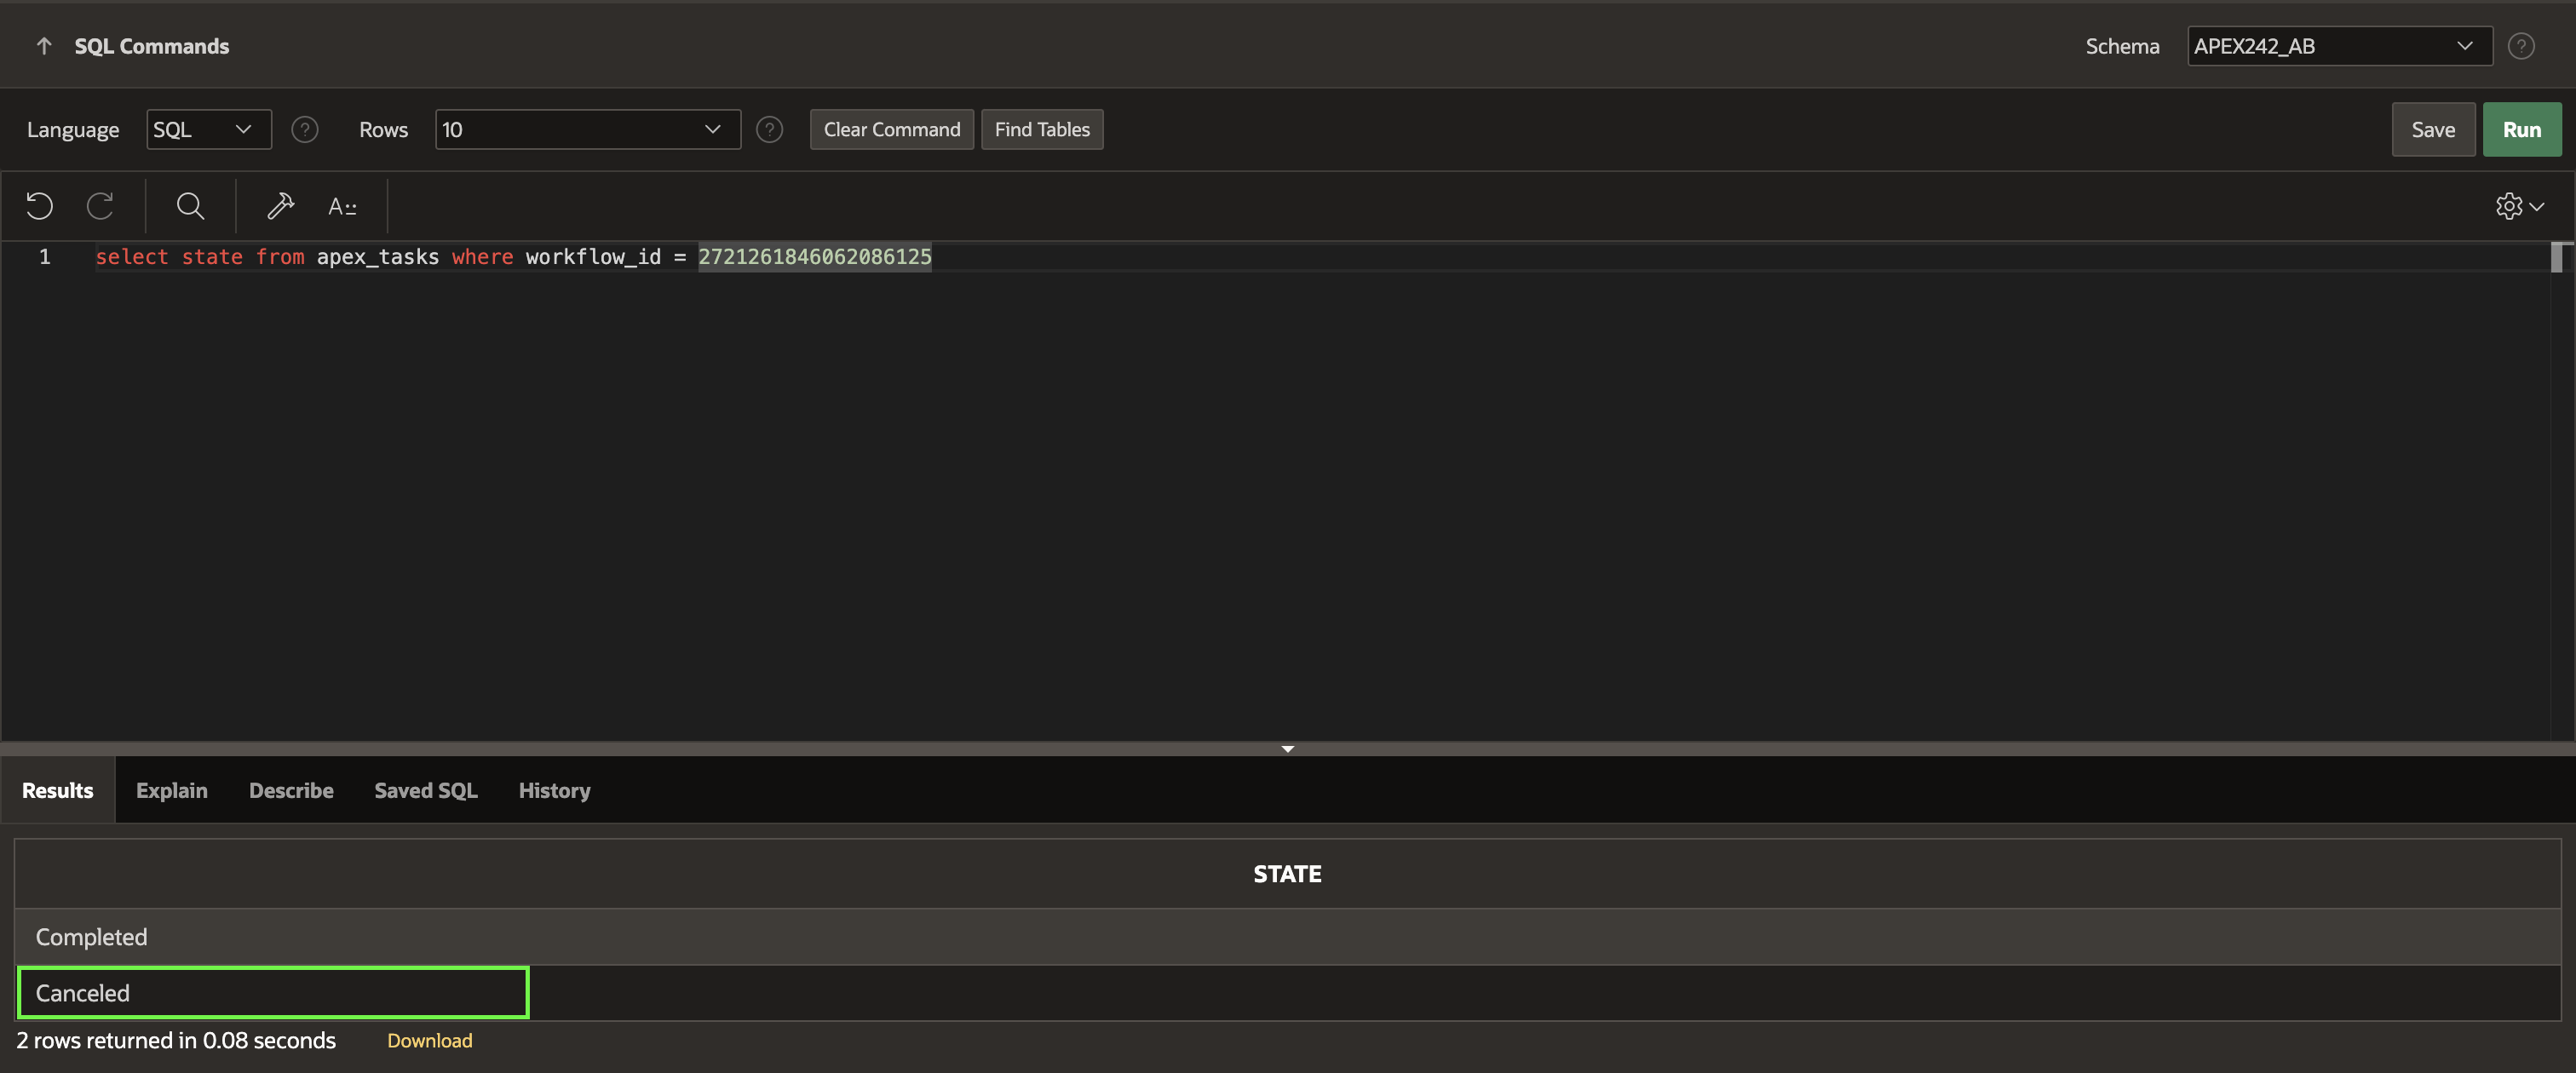 SQL Commands
Schema APEX242_AB
Language SQL Rows 10 Clear Command Find Tables Save Run
A::
1 select state from apex_tasks where workflow_id = 2721261846062086125
Results Explain Describe Saved SQL History
STATE
Completed
Canceled
2 rows returned in 0.08 seconds Download